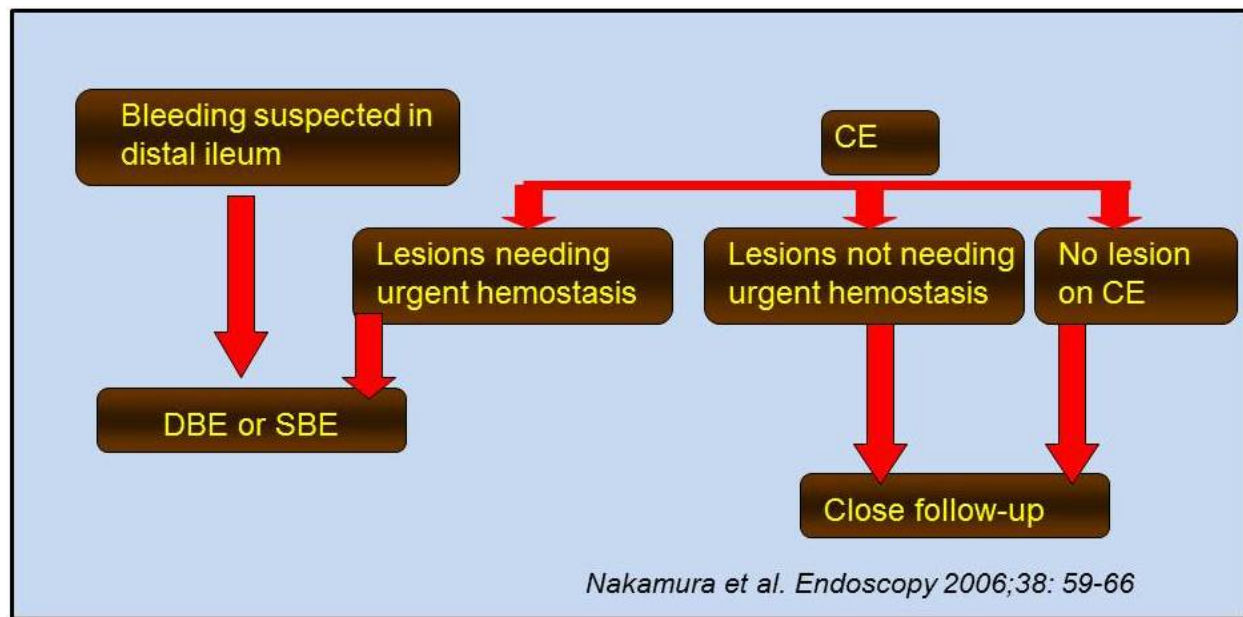 Bleeding suspected in
distal ileum
CE
Lesions needing
urgent hemostasis
Lesions not needing
urgent hemostasis
No lesion
on CE
DBE or SBE
Close follow-up
Nakamura et al. Endoscopy 2006;38: 59-66